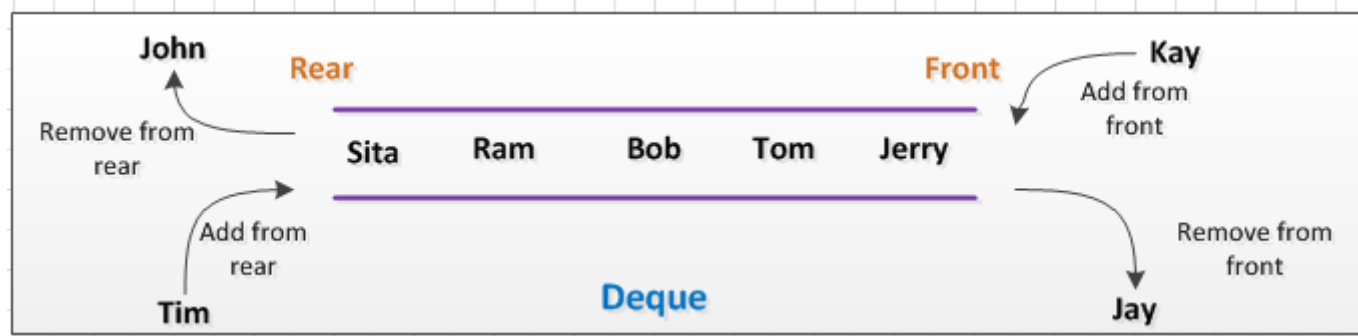 John
Rear
Front
Kay
Remove from
rear
Add from
front
Sita Ram Bob Tom Jerry
Add from
rear
Remove from
front
Deque
Tim
Jay